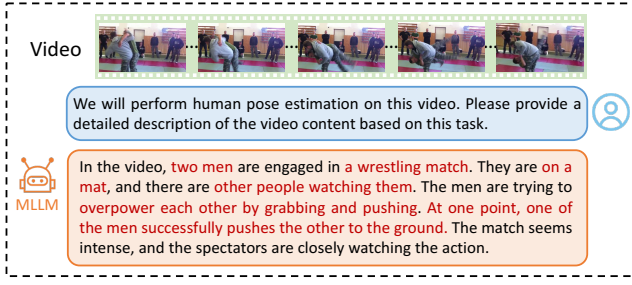 Video
We will perform human pose estimation on this video. Please provide a
detailed description of the video content based on this task.
In the video, two men are engaged in a wrestling match. They are on a
mat, and there are other people watching them. The men are trying to
overpower each other by grabbing and pushing. At one point, one of
the men successfully pushes the other to the ground. The match seems
intense, and the spectators are closely watching the action.
MLLM